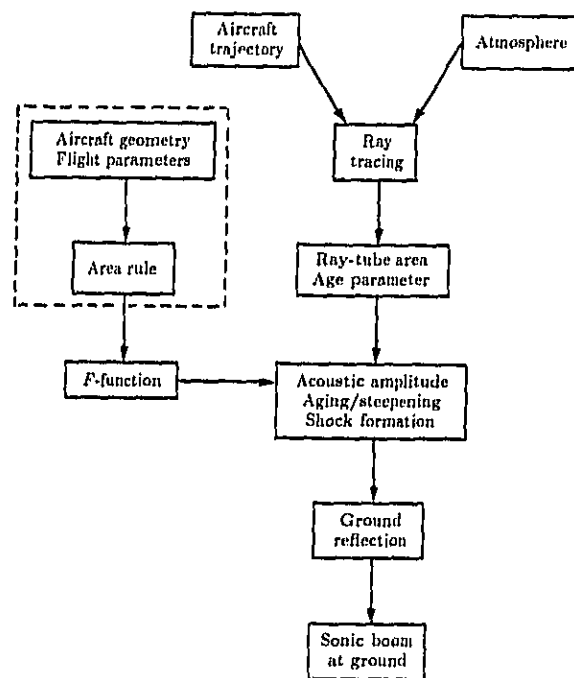 Aircraft
trajectory
Atmosphere
Aircraft geometry
Flight parameters
Ray
tracing
Area rule
Ray-tube area
Age parameter
F-function
Acoustic amplitude
Aging/steepening
Shock formation
Ground
reflection
Sonic boom
at ground